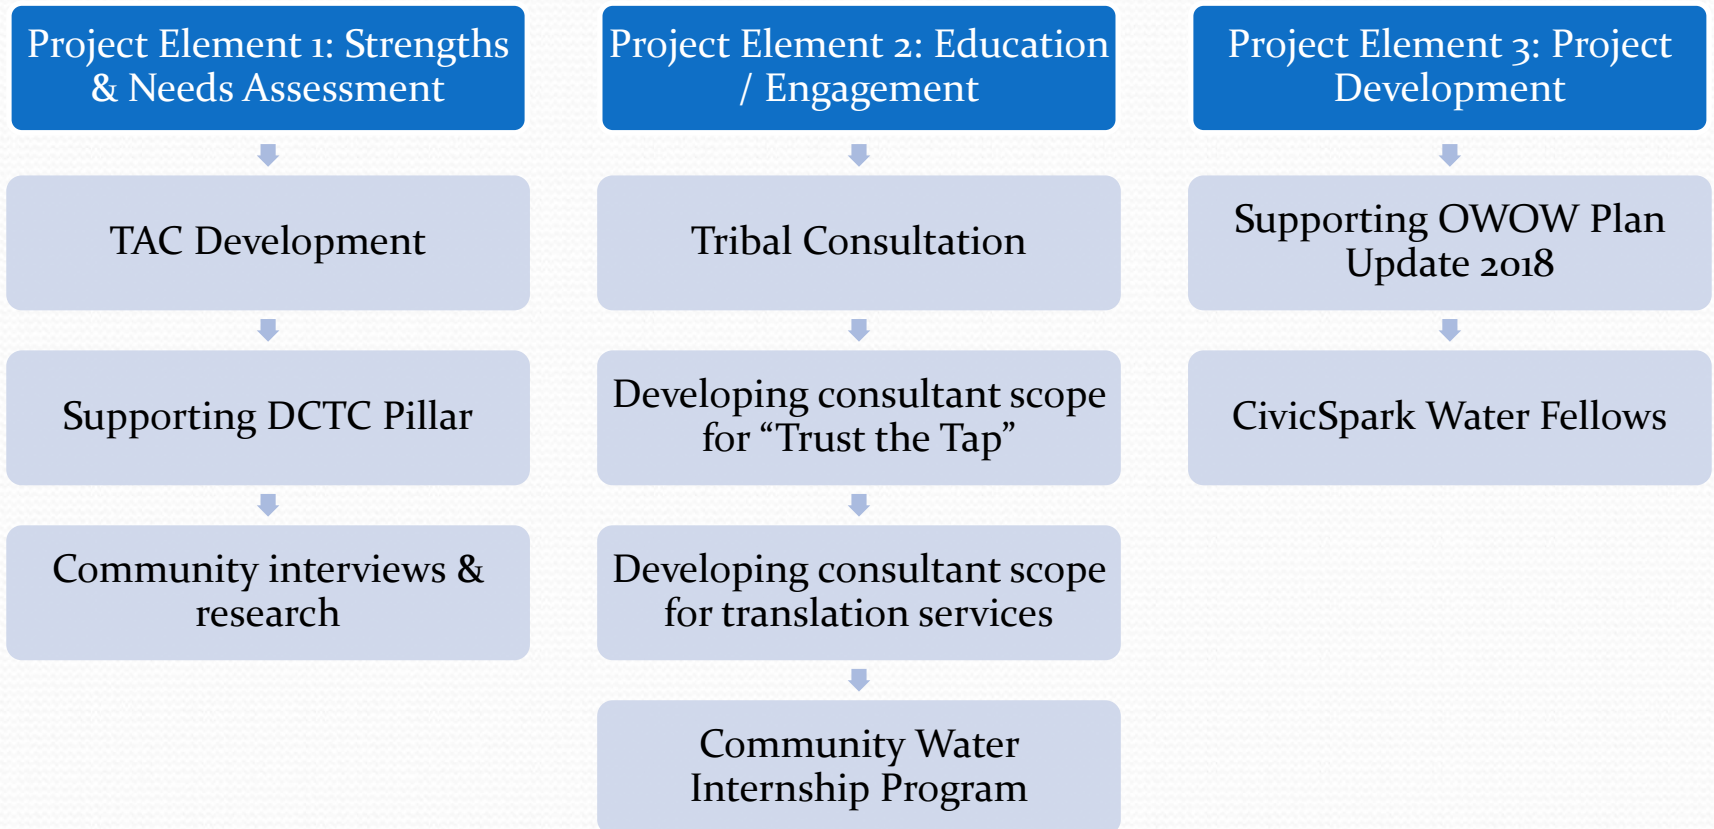 Project Element 1: Strengths
& Needs Assessment
TAC Development
Supporting DCTC Pillar
Community interviews &
research
Project Element 2: Education
/ Engagement
Tribal Consultation
Developing consultant scope
for “Trust the Tap”
Developing consultant scope
for translation services
Community Water
Internship Program
Project Element 3: Project
Development
Supporting OWOW Plan
Update 2018
CivicSpark Water Fellows